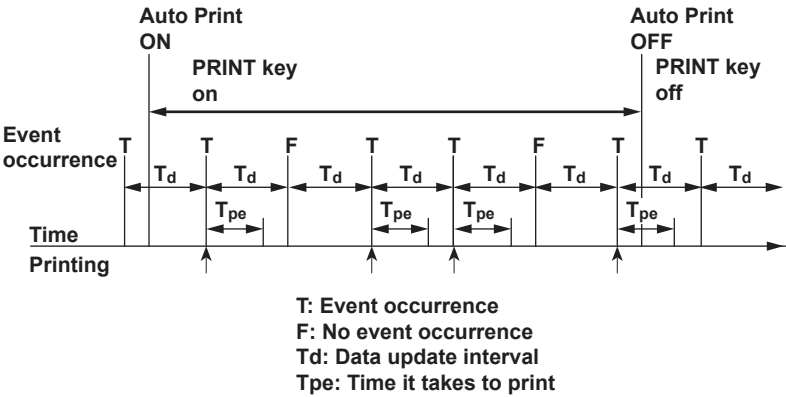 Auto Print
ON
Auto Print
OFF
PRINT key
on
PRINT key
off
Event
occurrence
T T F T T F T T
Td Td Td Td Td Td Td Td
Tpe Tpe Tpe Tpe
Time
Printing
T: Event occurrence
F: No event occurrence
Td: Data update interval
Tpe: Time it takes to print